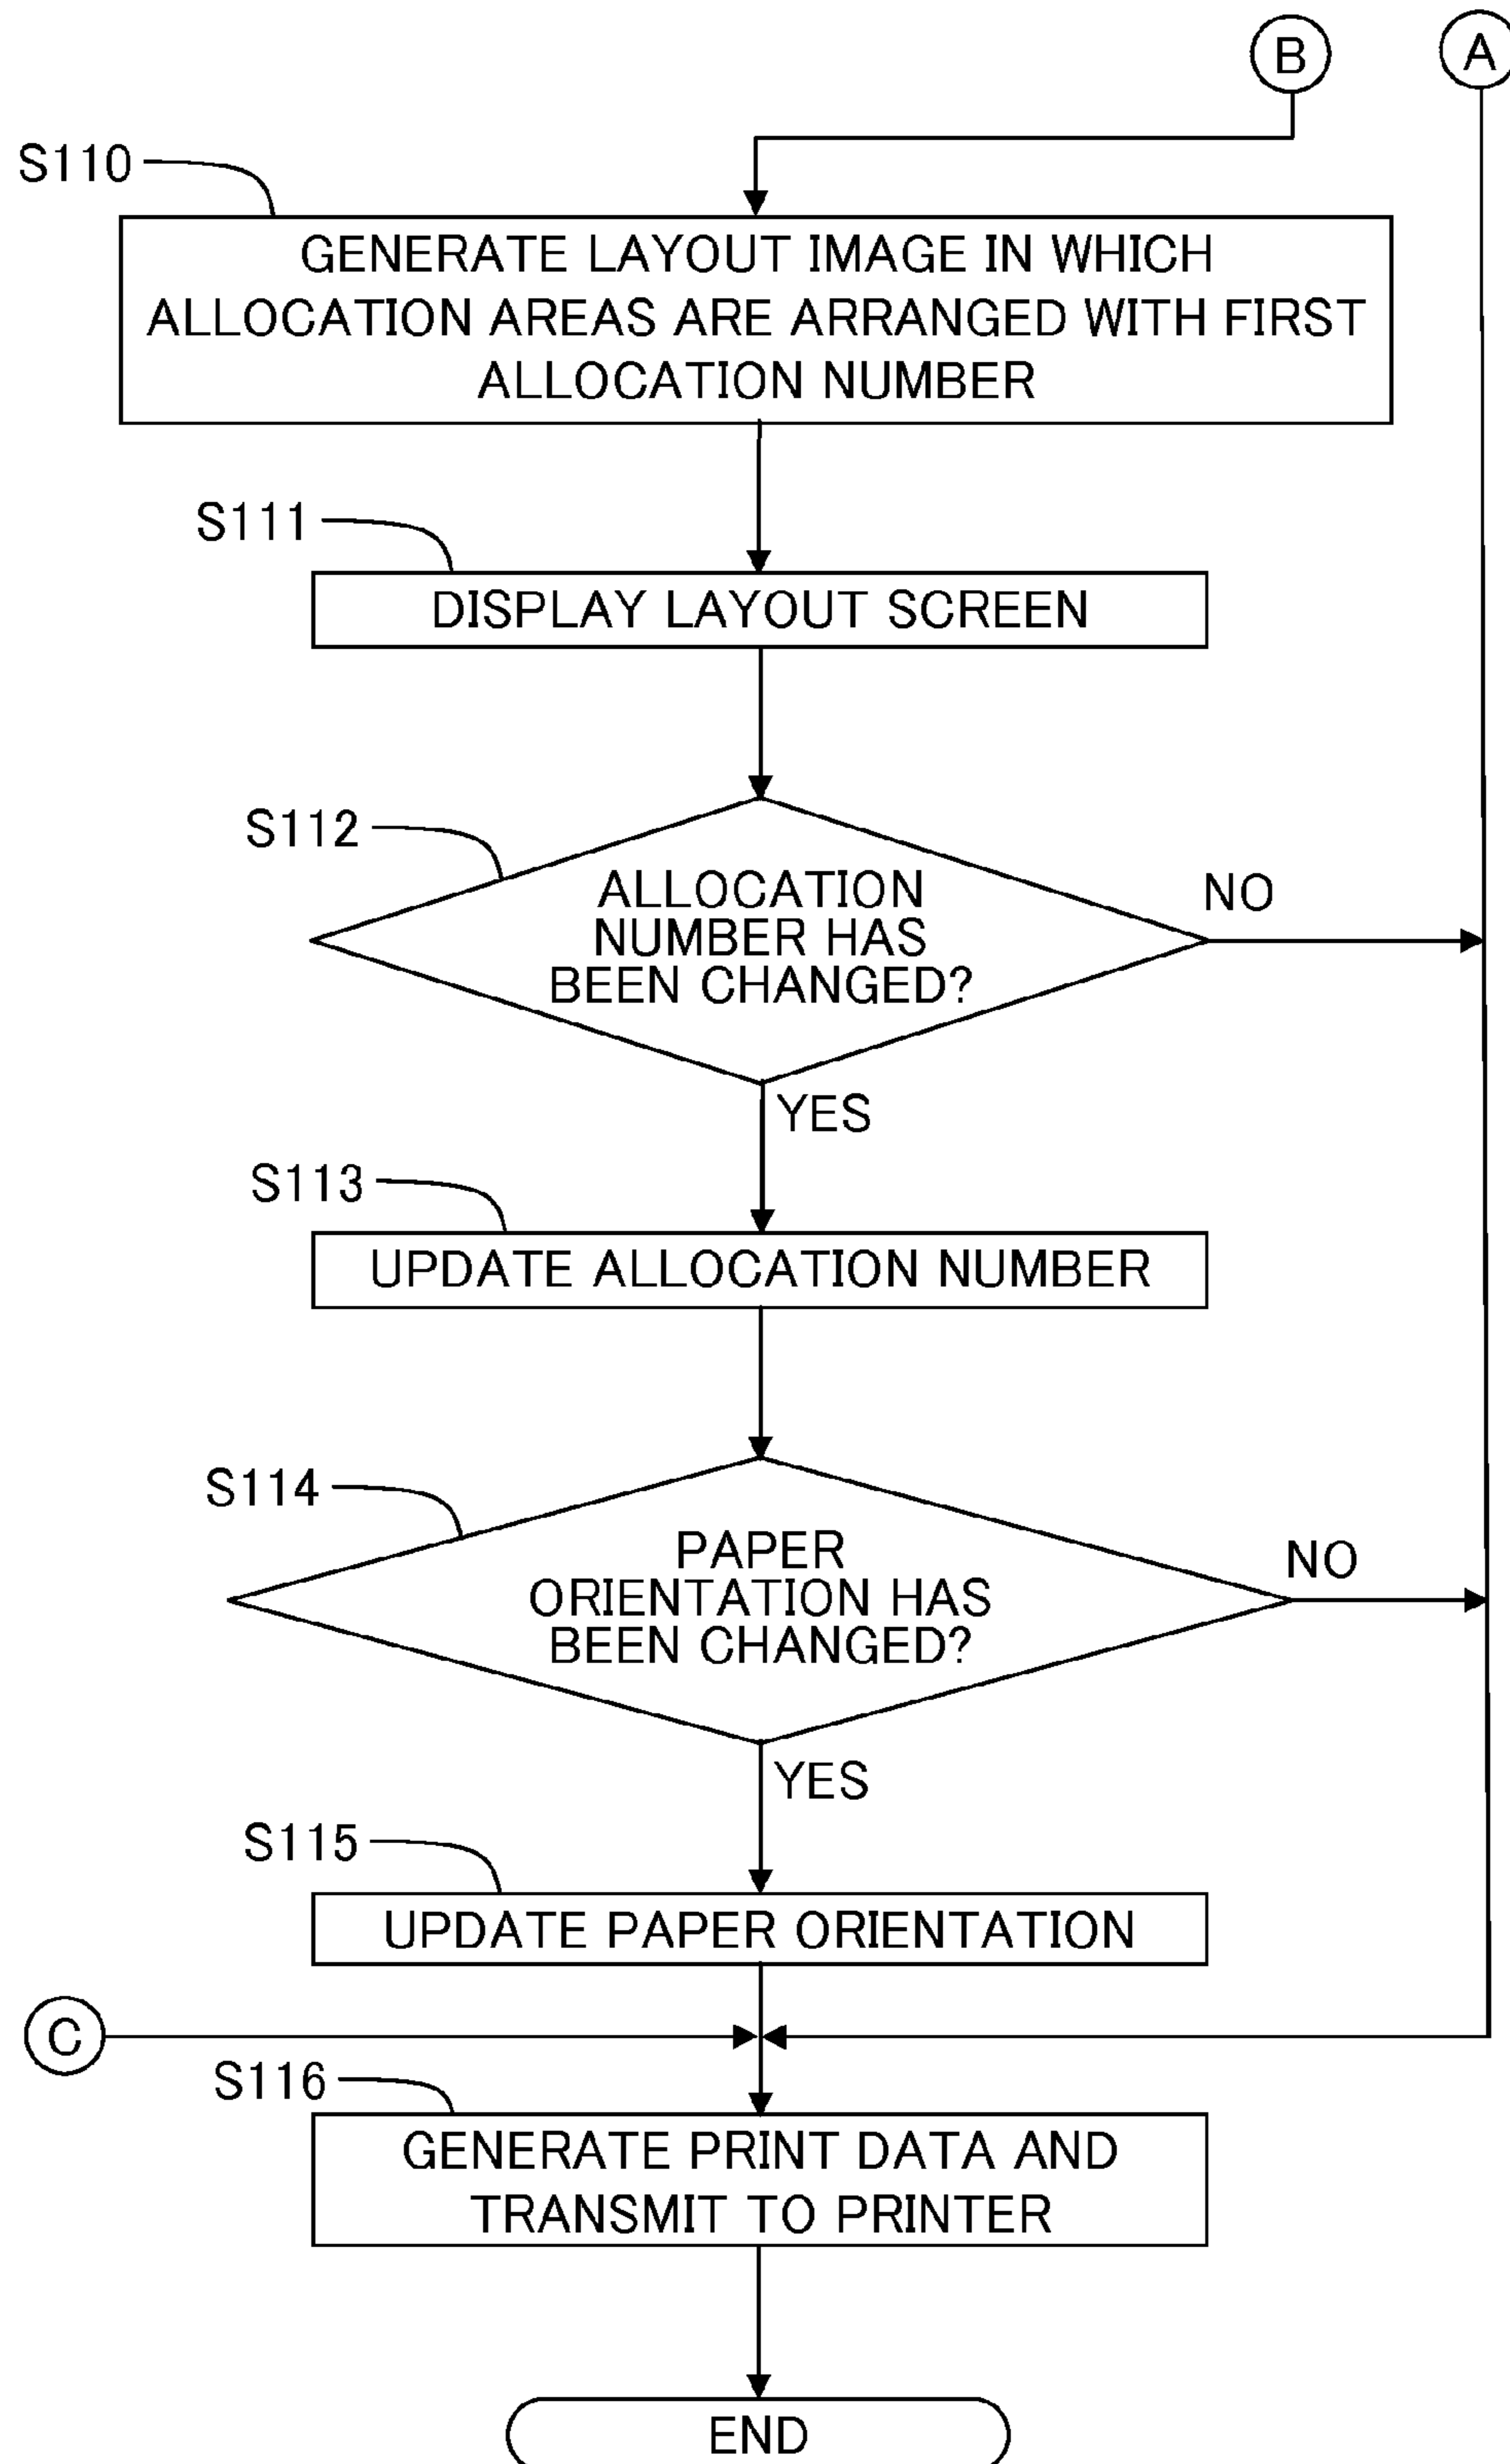 B
A
S110
GENERATE LAYOUT IMAGE IN WHICH
ALLOCATION AREAS ARE ARRANGED WITH FIRST
ALLOCATION NUMBER
S111
DISPLAY LAYOUT SCREEN
S112
ALLOCATION
NUMBER HAS
BEEN CHANGED?
NO
YES
S113
UPDATE ALLOCATION NUMBER
S114
PAPER
ORIENTATION HAS
BEEN CHANGED?
NO
YES
S115
UPDATE PAPER ORIENTATION
C
S116
GENERATE PRINT DATA AND
TRANSMIT TO PRINTER
END